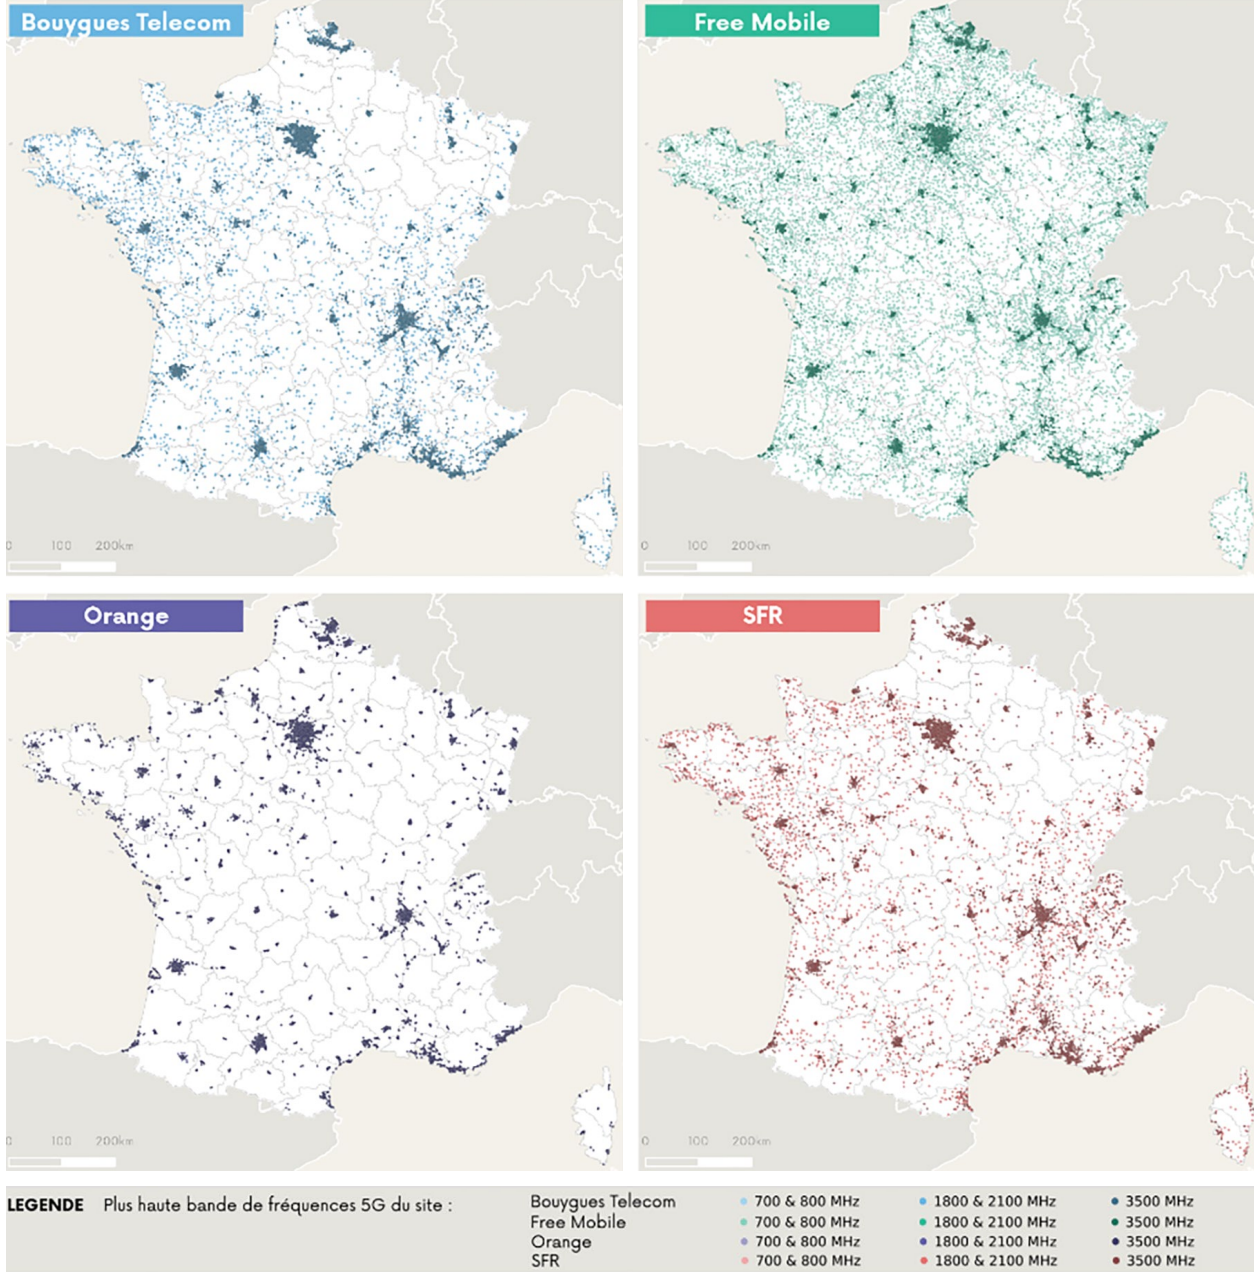 Bouygues Telecom
Free Mobile
0 100 200km
0 100 200km
Orange
SFR
0 100 200km
0 100 200km
LEGENDE Plus haute bande de fréquences 5G du site :
Bouygues Telecom 700 & 800 MHz 1800 & 2100 MHz 3500 MHz
Free Mobile 700 & 800 MHz 1800 & 2100 MHz 3500 MHz
Orange 700 & 800 MHz 1800 & 2100 MHz 3500 MHz
SFR 700 & 800 MHz 1800 & 2100 MHz 3500 MHz